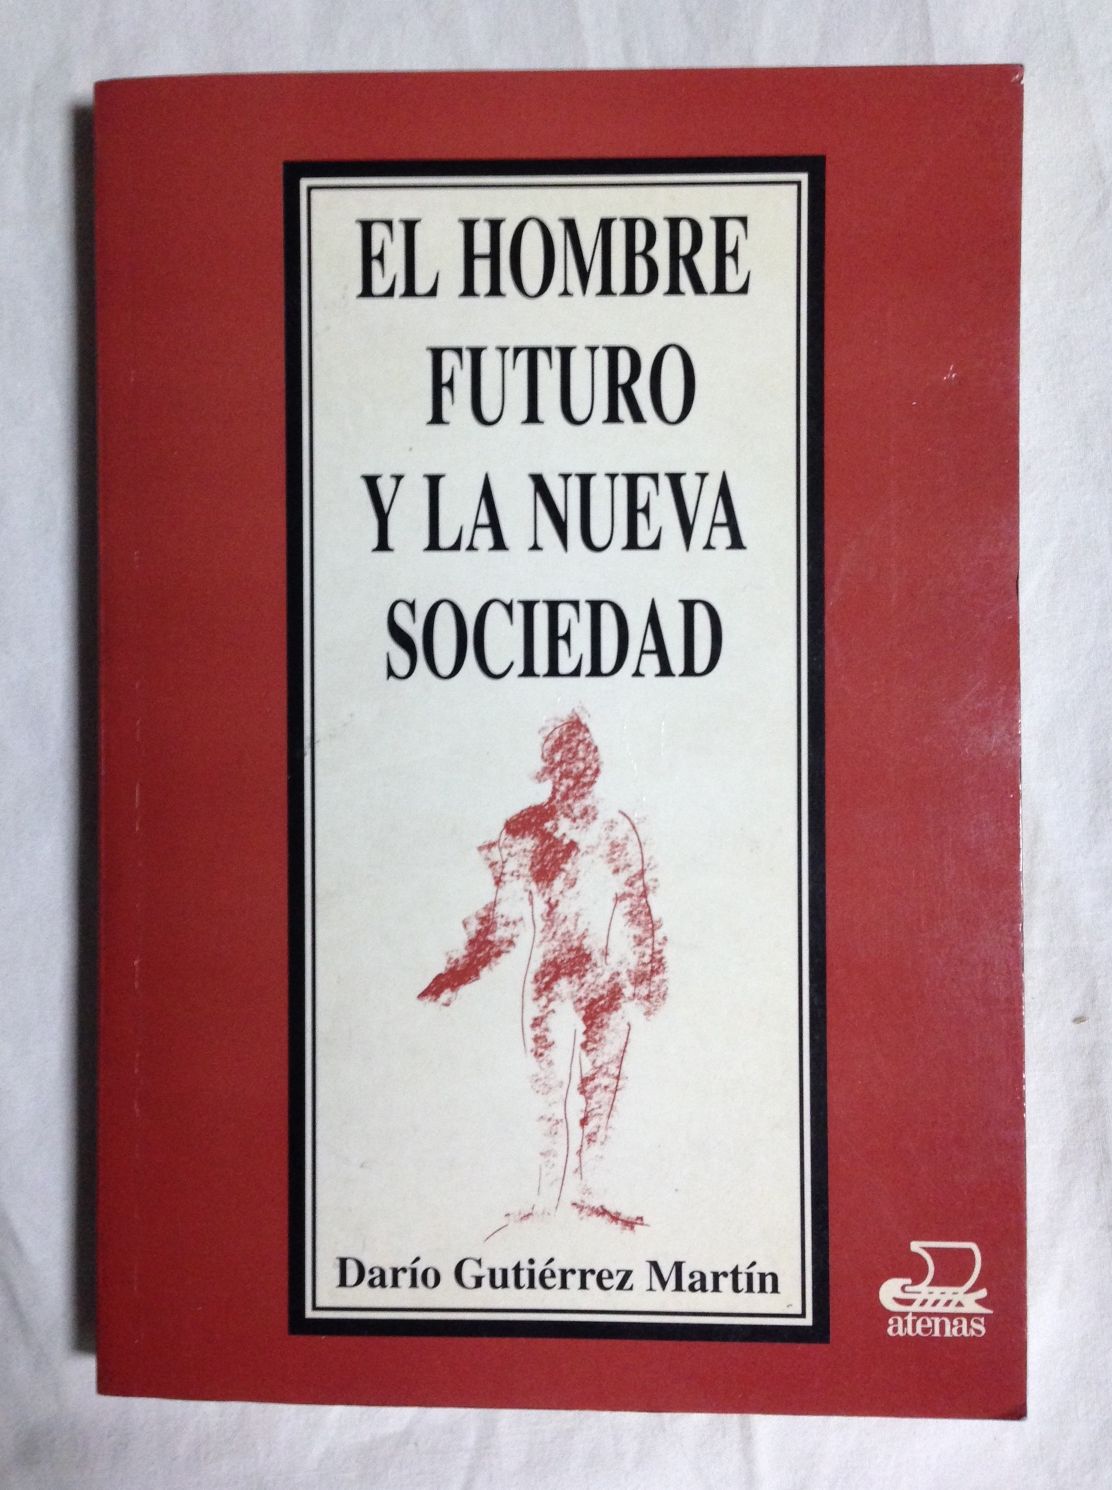 EL HOMBRE
FUTURO
Y LA NUEVA
SOCIEDAD
Darío Gutiérrez Martín
atenas